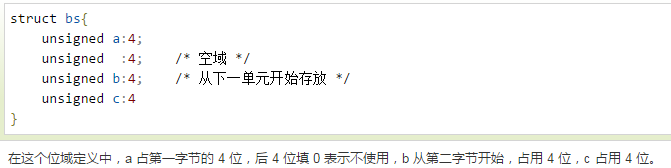 struct bs{
    unsigned a:4;
    unsigned  :4;    /* 空域 */
    unsigned b:4;    /* 从下一单元开始存放 */
    unsigned c:4
}
在这个位域定义中，a 占第一字节的 4 位，后 4 位填 0 表示不使用，b 从第二字节开始，占用 4 位，c 占用 4 位。